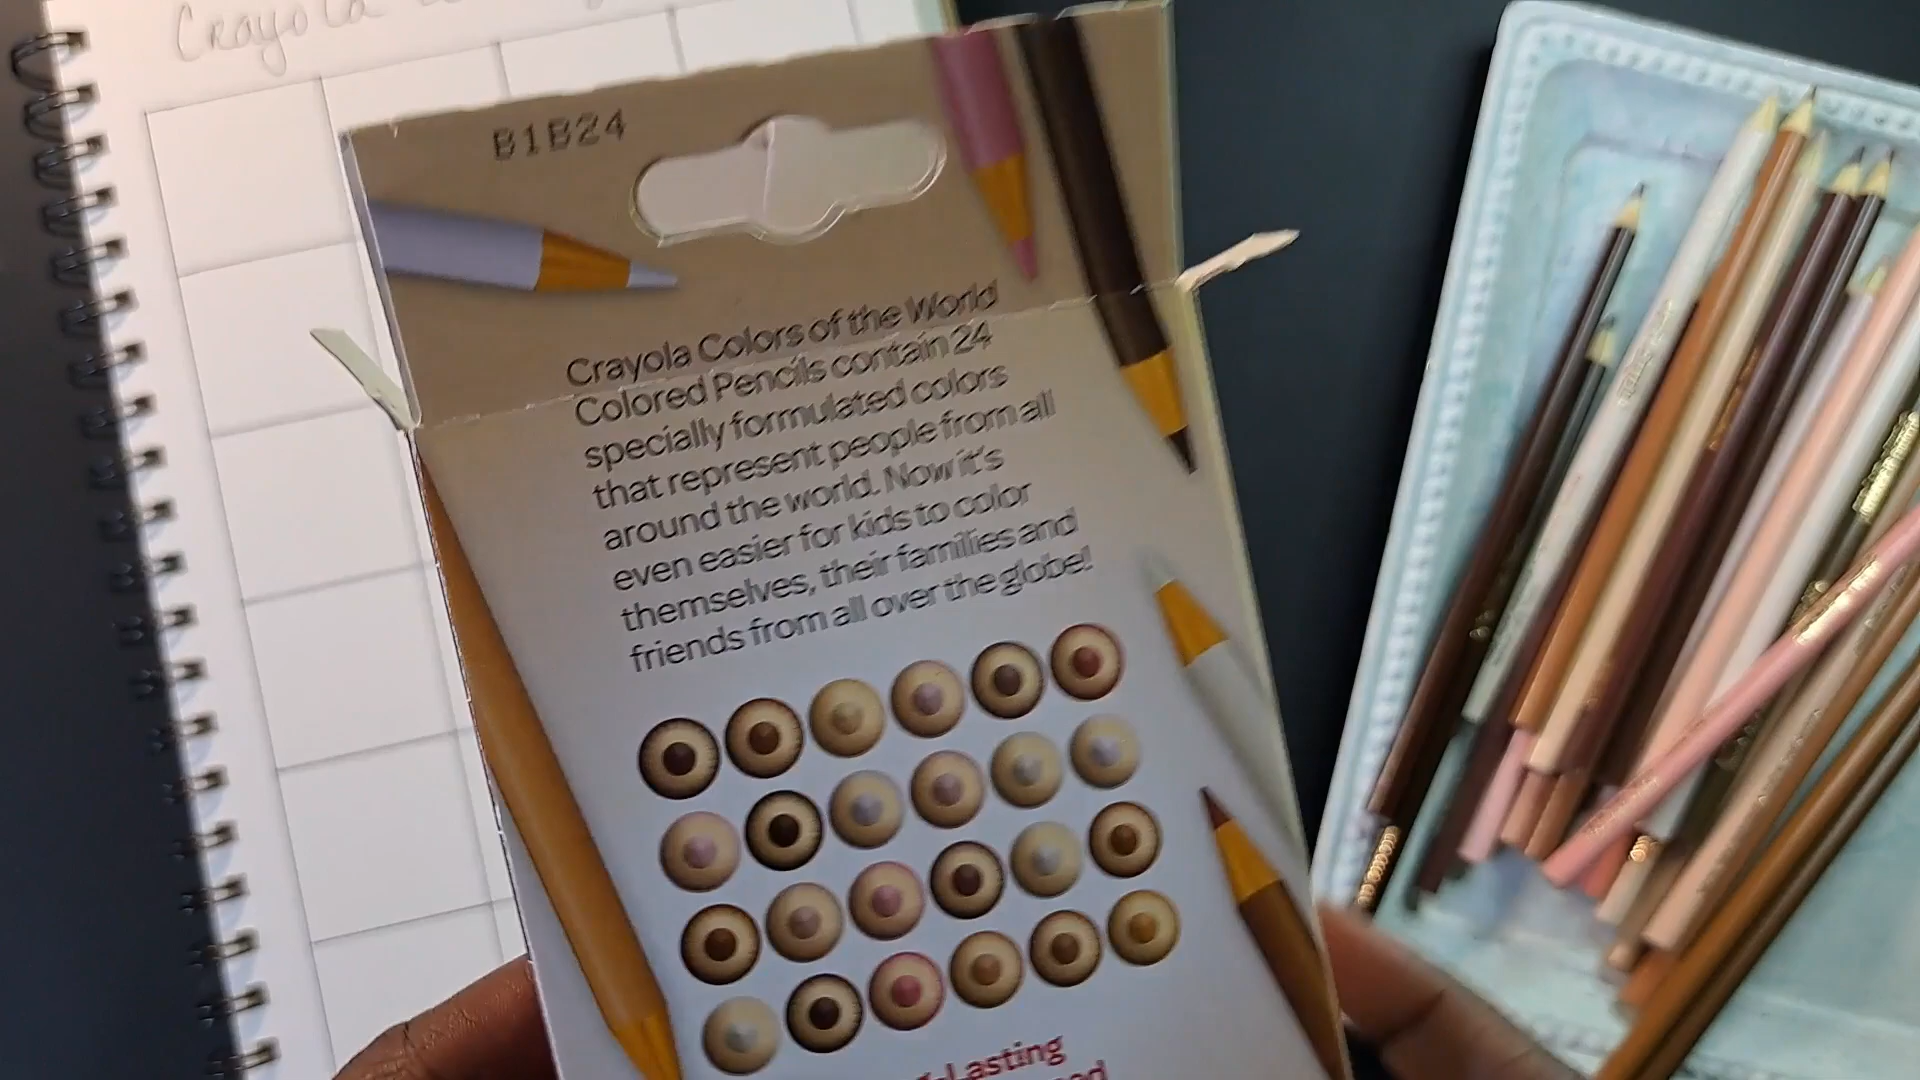 Crayola
B1B24
Crayola Colors of the World
Colored Pencils contain 24
specially formulated colors
that represent people from all
around the world. Now it's
even easier for kids to color
themselves, their families and
friends from all over the globe!
-Lasting